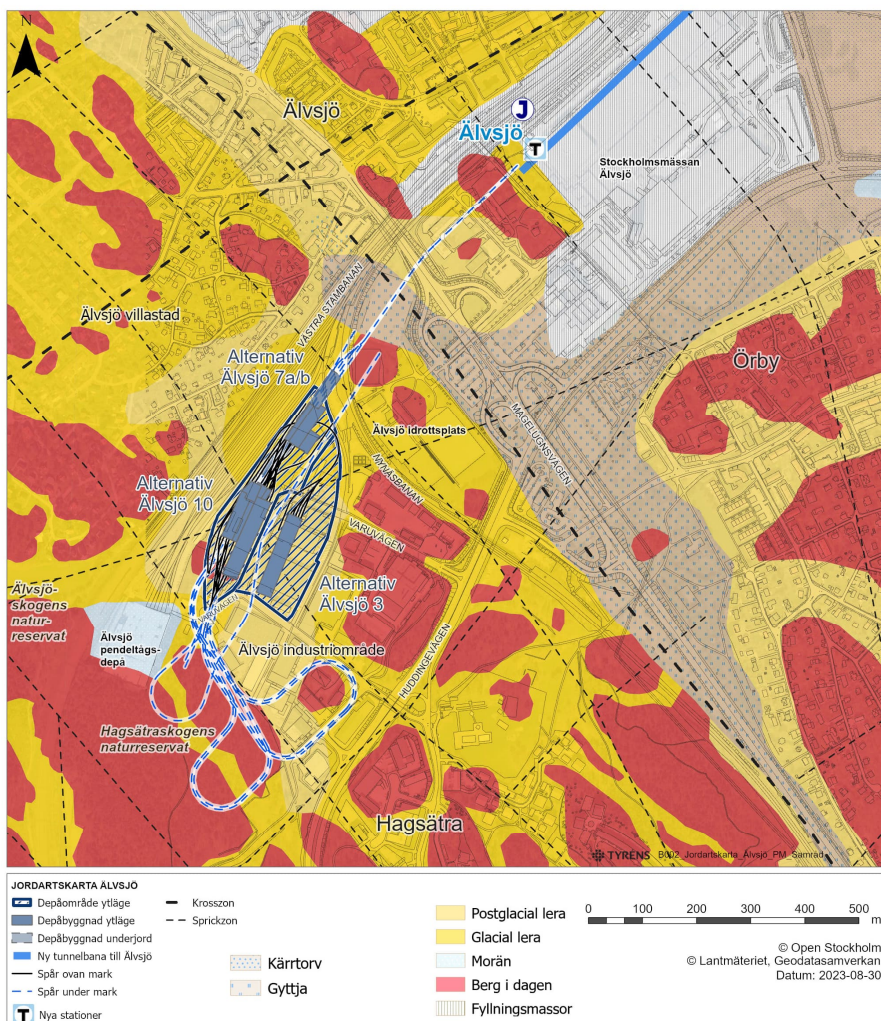 N
Älvsjö
J
Älvsjö
T
Stockholmsmässan
Älvsjö
VÄSTRA STAMBANAN
Älvsjö villastad
Alternativ
Älvsjö 7a/b
Örby
MAGELUGNSVÄGEN
Älvsjö idrottsplats
NYNÄSBANAN
Alternativ
Älvsjö 10
VARUVÄGEN
Alternativ
Älvsjö 3
Älvsjö-
skogens
natur-
reservat
VARUVÄGEN
Älvsjö
pendeltågs-
depå
Älvsjö industriområde
HUDDINGEVÄGEN
Hagsätraskogens
naturreservat
Hagsätra
TYRÉNS B002_Jordartskarta_Älvsjö_PM_Samråd
JORDARTSKARTA ÄLVSJÖ
Depåområde ytläge
Depåbyggnad ytläge
Depåbyggnad underjord
Ny tunnelbana till Älvsjö
Spår ovan mark
Spår under mark
T Nya stationer
Krosszon
Sprickzon
Kärrtorv
Gyttja
Postglacial lera
Glacial lera
Morän
Berg i dagen
Fyllningsmassor
0 100 200 300 400 500
m
© Open Stockholm
© Lantmäteriet, Geodatasamverkan
Datum: 2023-08-30